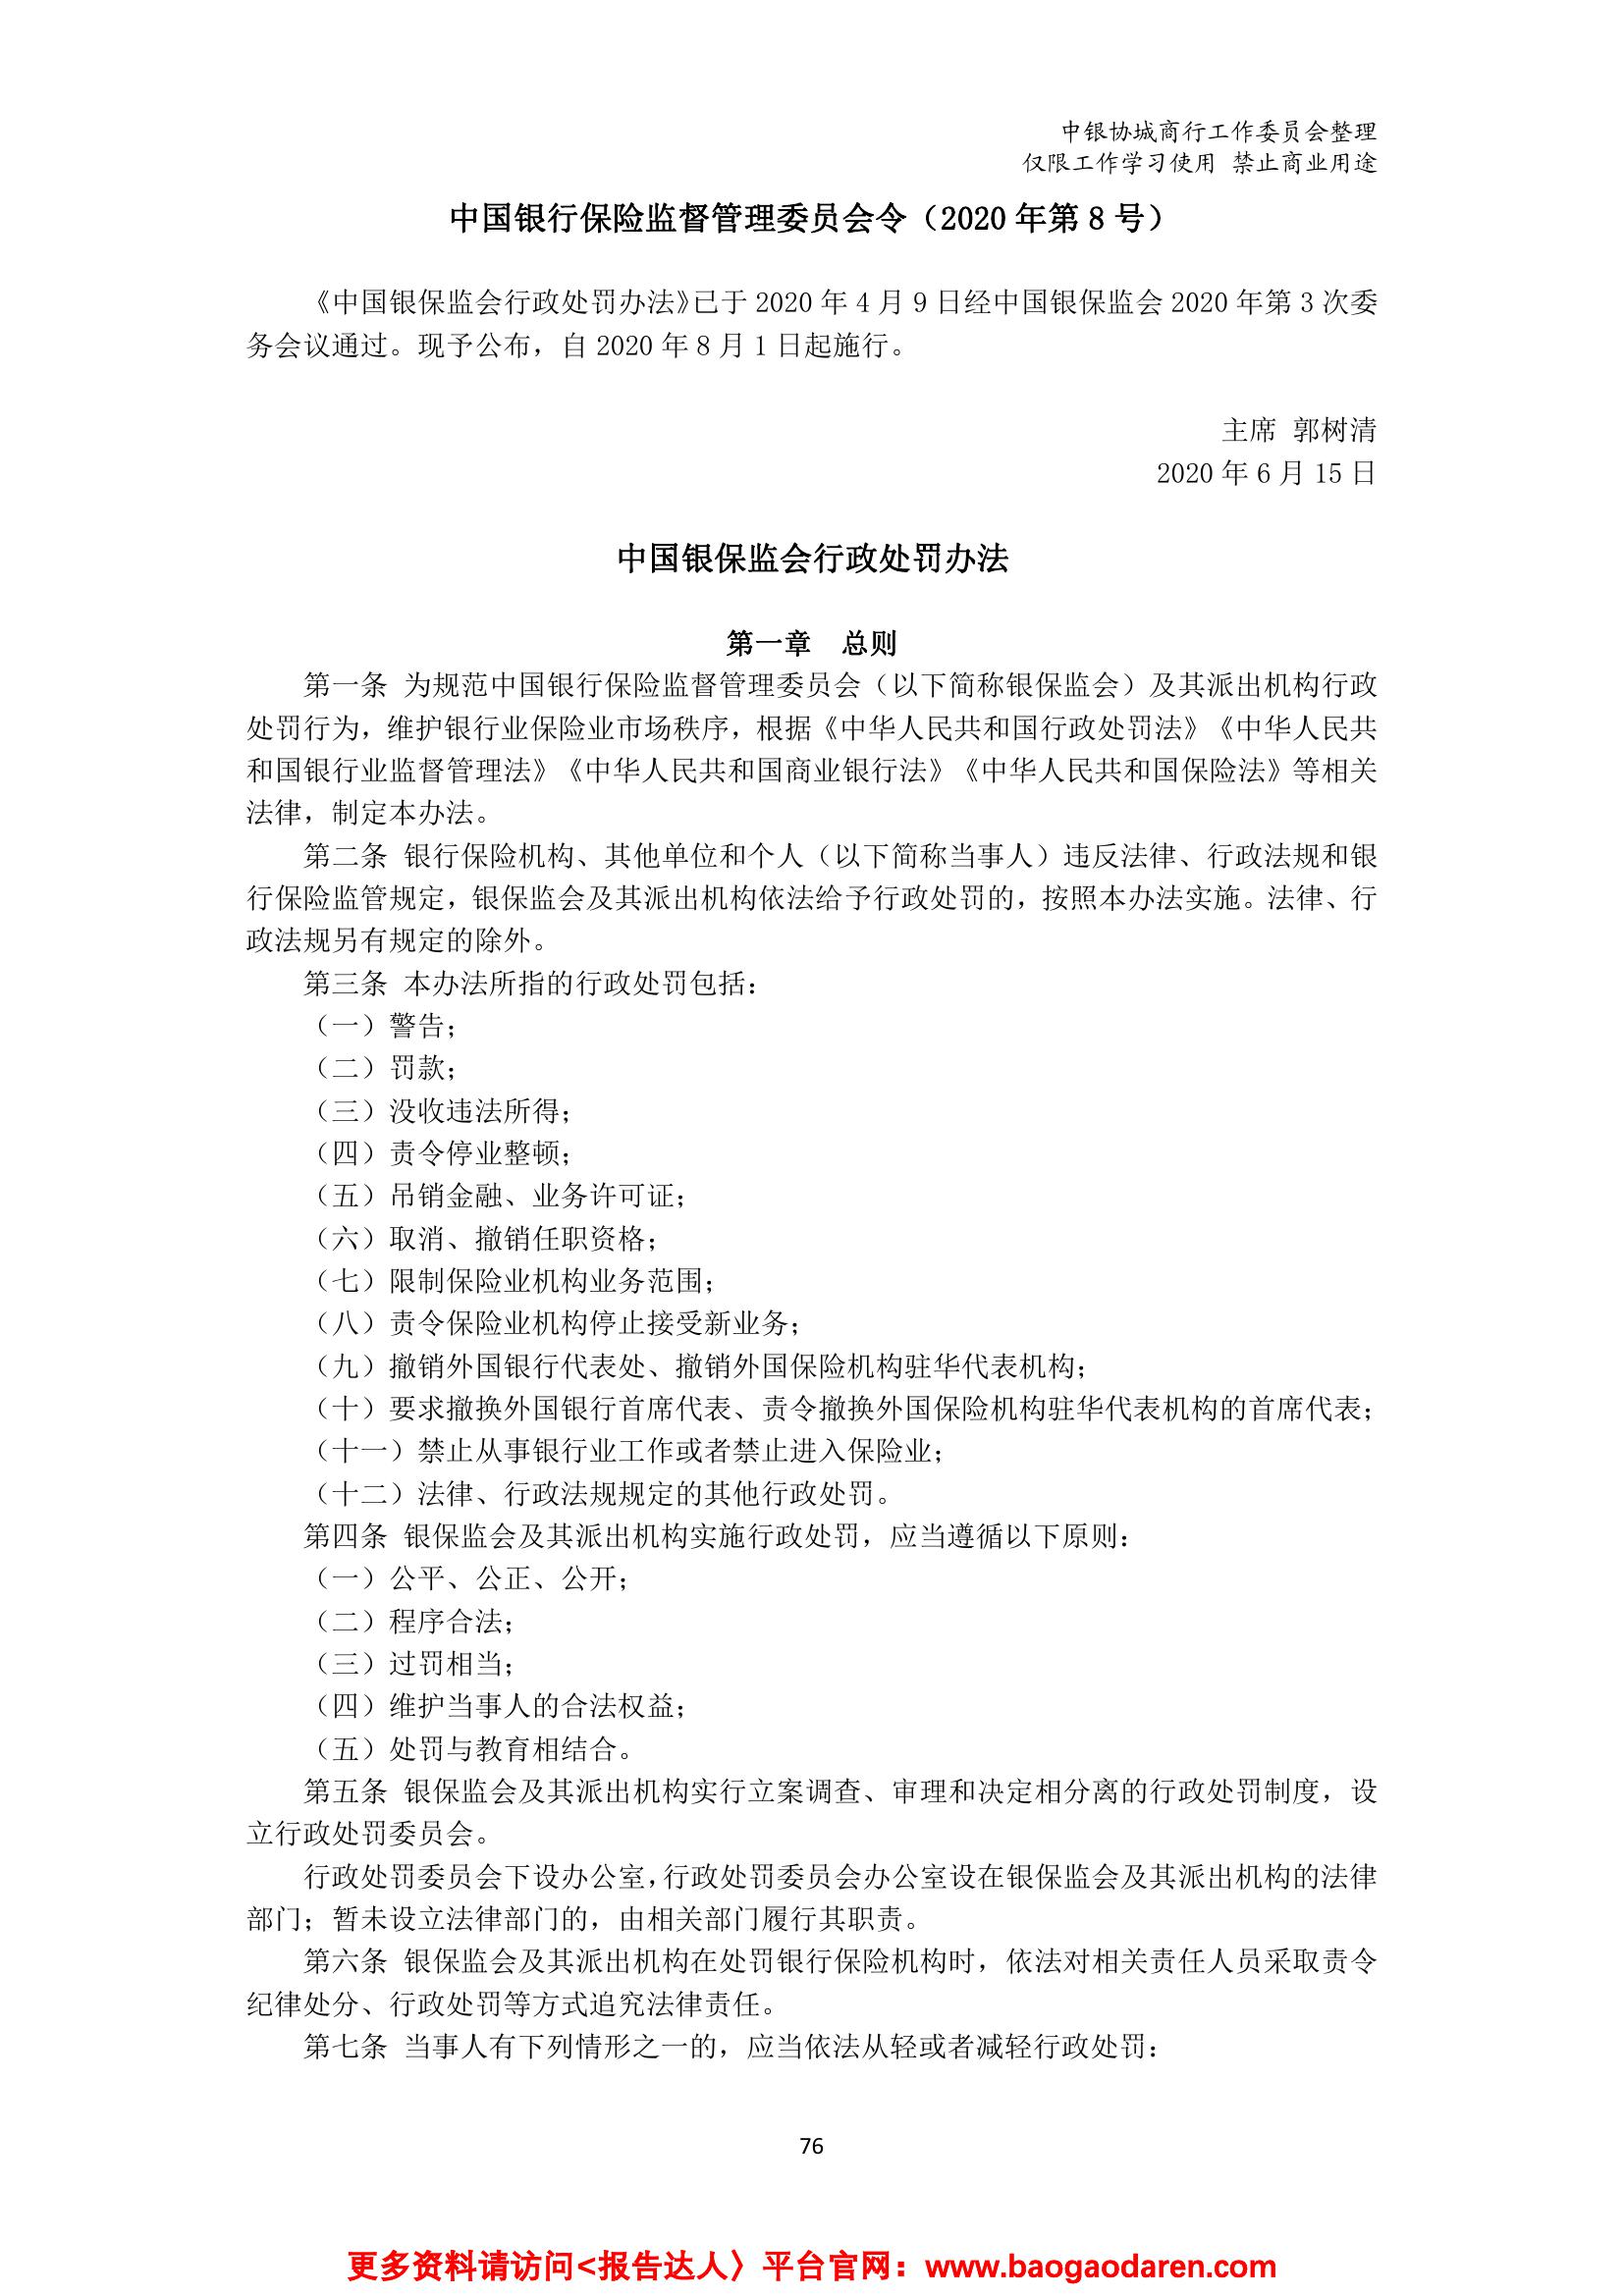 中银协城商行工作委员会整理
仅限工作学习使用 禁止商业用途
中国银行保险监督管理委员会令（2020 年第 8 号）
《中国银保监会行政处罚办法》已于 2020 年 4 月 9 日经中国银保监会 2020 年第 3 次委
务会议通过。现予公布，自 2020 年 8 月 1 日起施行。
主席 郭树清
2020 年 6 月 15 日
中国银保监会行政处罚办法
第一章　总则
第一条 为规范中国银行保险监督管理委员会（以下简称银保监会）及其派出机构行政
处罚行为，维护银行业保险业市场秩序，根据《中华人民共和国行政处罚法》《中华人民共
和国银行业监督管理法》《中华人民共和国商业银行法》《中华人民共和国保险法》等相关
法律，制定本办法。
第二条 银行保险机构、其他单位和个人（以下简称当事人）违反法律、行政法规和银
行保险监管规定，银保监会及其派出机构依法给予行政处罚的，按照本办法实施。法律、行
政法规另有规定的除外。
第三条 本办法所指的行政处罚包括：
（一）警告；
（二）罚款；
（三）没收违法所得；
（四）责令停业整顿；
（五）吊销金融、业务许可证；
（六）取消、撤销任职资格；
（七）限制保险业机构业务范围；
（八）责令保险业机构停止接受新业务；
（九）撤销外国银行代表处、撤销外国保险机构驻华代表机构；
（十）要求撤换外国银行首席代表、责令撤换外国保险机构驻华代表机构的首席代表；
（十一）禁止从事银行业工作或者禁止进入保险业；
（十二）法律、行政法规规定的其他行政处罚。
第四条 银保监会及其派出机构实施行政处罚，应当遵循以下原则：
（一）公平、公正、公开；
（二）程序合法；
（三）过罚相当；
（四）维护当事人的合法权益；
（五）处罚与教育相结合。
第五条 银保监会及其派出机构实行立案调查、审理和决定相分离的行政处罚制度，设
立行政处罚委员会。
行政处罚委员会下设办公室，行政处罚委员会办公室设在银保监会及其派出机构的法律
部门；暂未设立法律部门的，由相关部门履行其职责。
第六条 银保监会及其派出机构在处罚银行保险机构时，依法对相关责任人员采取责令
纪律处分、行政处罚等方式追究法律责任。
第七条 当事人有下列情形之一的，应当依法从轻或者减轻行政处罚：
76
更多资料请访问<报告达人〉平台官网：www.baogaodaren.com